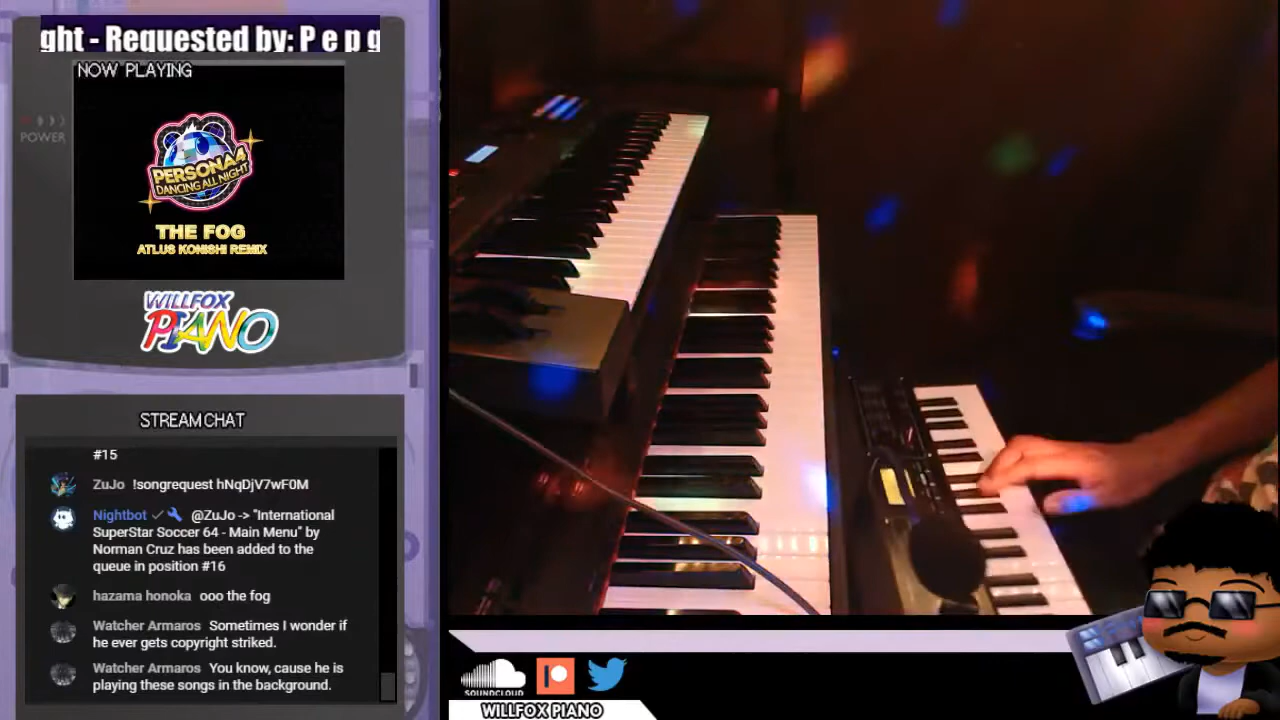 ght - Requested by: P e p g
NOW PLAYING
POWER
PERSONA4
DANCING ALL NIGHT
THE FOG
ATLUS KONISHI REMIX
WILLFOX
PIANO
STREAM CHAT
#15
ZuJo !songrequest hNqDjV7wF0M
Nightbot @ZuJo -> "International
SuperStar Soccer 64 - Main Menu" by
Norman Cruz has been added to the
queue in position #16
hazama honoka ooo the fog
Watcher Armaros Sometimes I wonder if
he ever gets copyright striked.
Watcher Armaros You know, cause he is
playing these songs in the background.
SOUNDCLOUD
WILLFOX PIANO